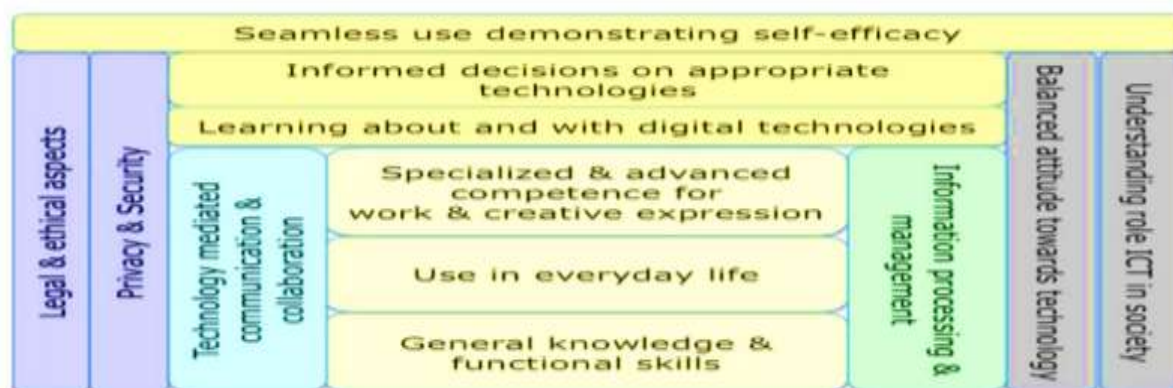 Seamless use demonstrating self-efficacy
Legal & ethical aspects
Privacy & Security
Informed decisions on appropriate
technologies
Learning about and with digital technologies
Technology mediated
communication &
collaboration
Specialized & advanced
competence for
work & creative expression
Use in everyday life
General knowledge &
functional skills
Information processing &
management
Balanced attitude towards technology
Understanding role ICT in society